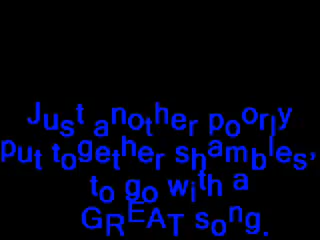 Just another poorly
put together shambles,
to go with a
GREAT song.